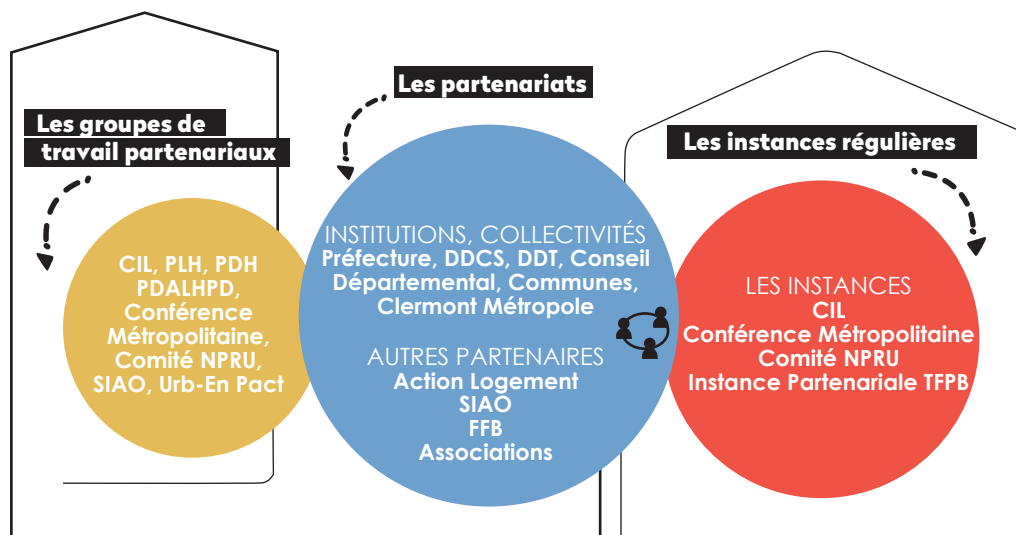 Les groupes de
travail partenariaux
CIL, PLH, PDH
PDALHPD,
Conférence
Métropolitaine,
Comité NPRU,
SIAO, Urb-En Pact
Les partenariats
INSTITUTIONS, COLLECTIVITÉS
Préfecture, DDCS, DDT, Conseil
Départemental, Communes,
Clermont Métropole
AUTRES PARTENAIRES
Action Logement
SIAO
FFB
Associations
Les instances régulières
LES INSTANCES
CIL
Conférence Métropolitaine
Comité NPRU
Instance Partenariale TFPB